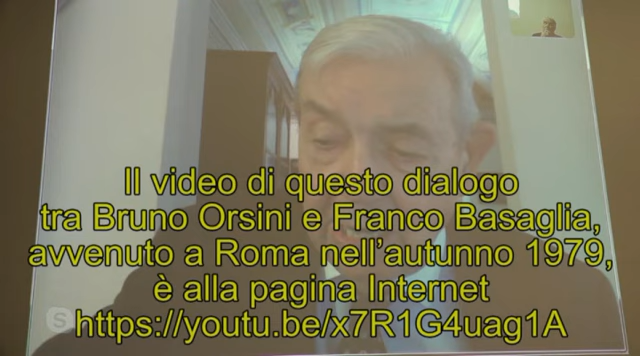 Il video di questo dialogo
tra Bruno Orsini e Franco Basaglia,
avvenuto a Roma nell'autunno 1979,
è alla pagina Internet
https://youtu.be/x7R1G4uag1A
S